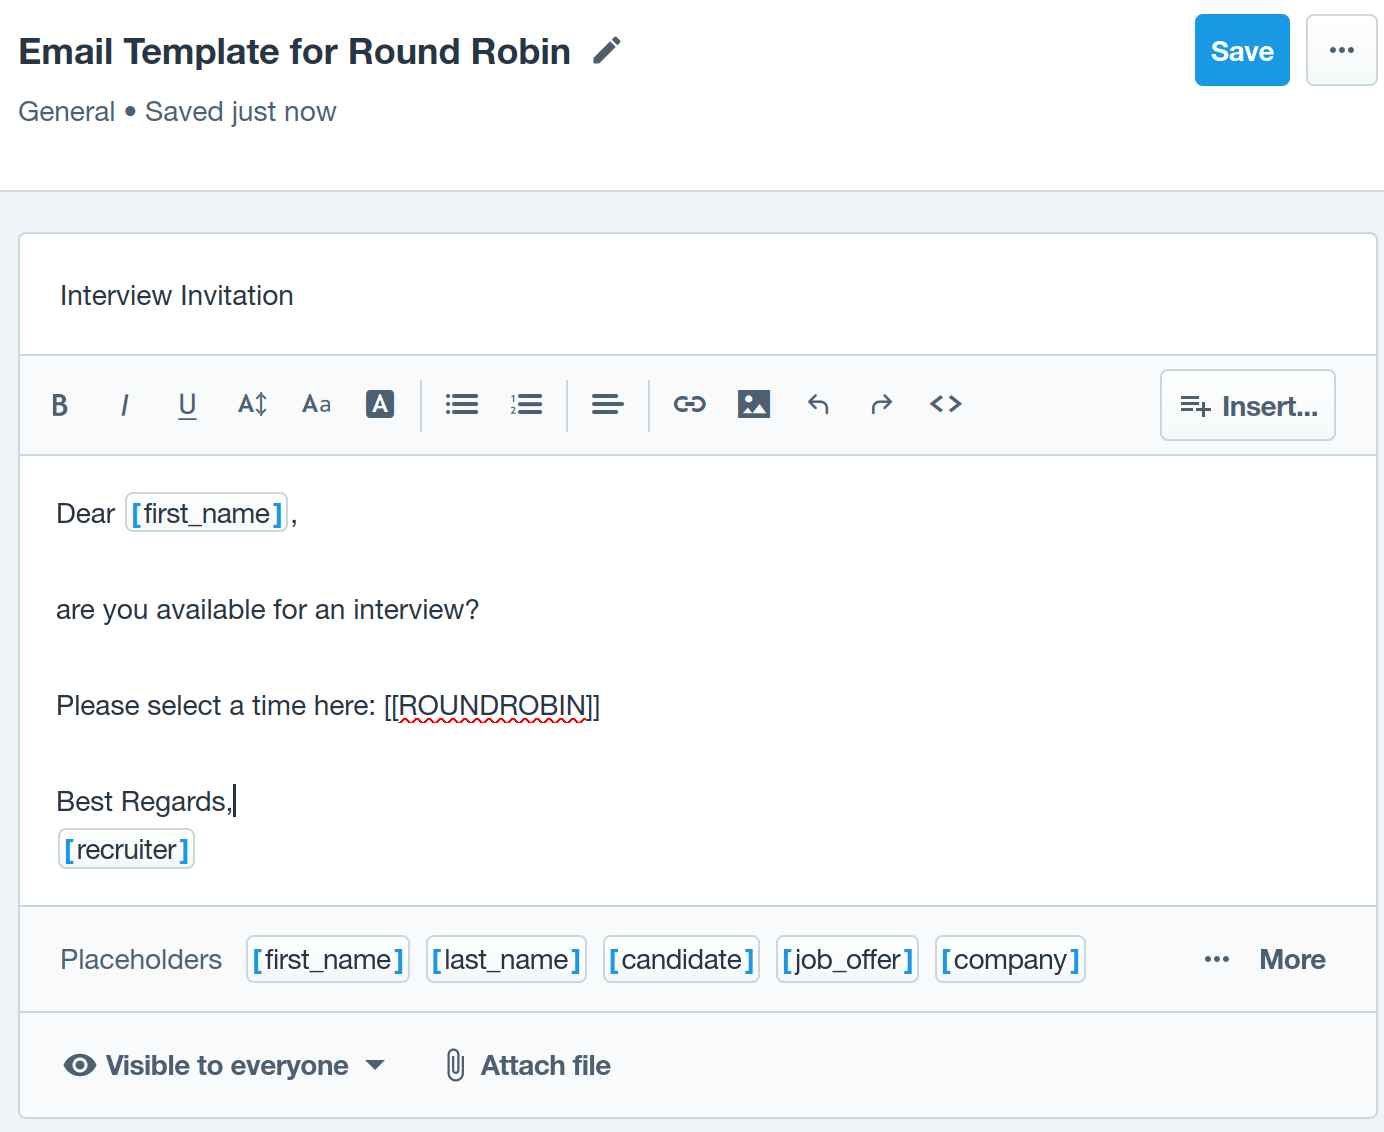 Email Template for Round Robin
Save
General • Saved just now
Interview Invitation
B I U A Aa A
1
2
Insert...
Dear [first_name] ,
are you available for an interview?
Please select a time here: [[ROUNDROBIN]]
Best Regards,
[recruiter]
Placeholders [first_name] [last_name] [candidate] [job_offer] [company] ••• More
Visible to everyone Attach file